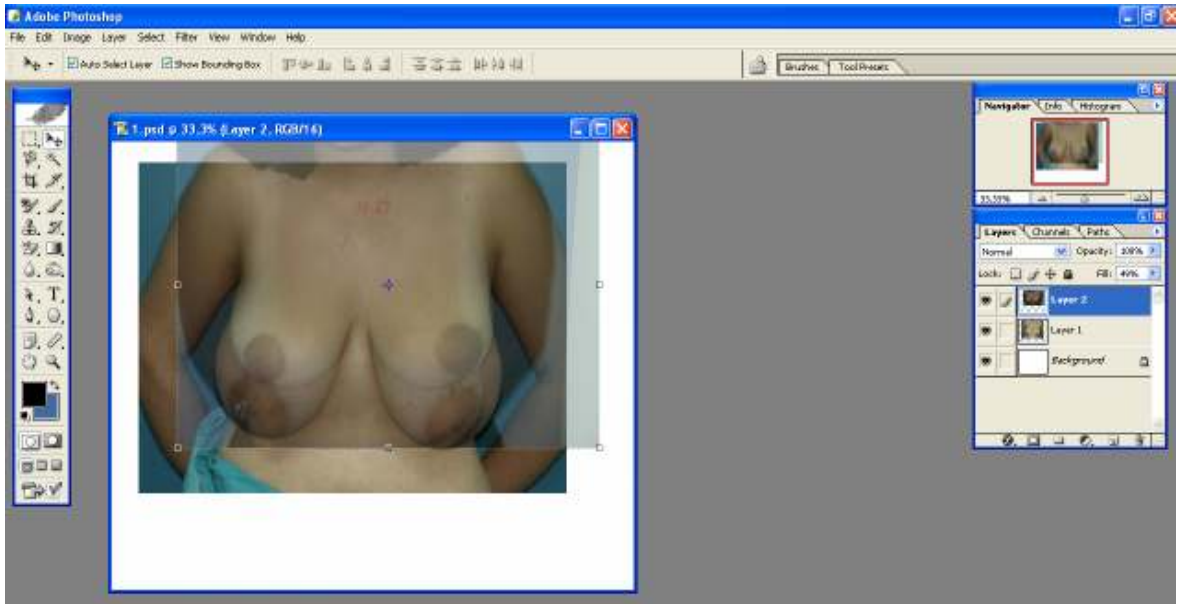 Adobe Photoshop
File Edit Image Layer Select Filter View Window Help
Auto Select Layer Show Bounding Box
Brushes Tool Presets
1.psd @ 33.3% (Layer 2, RGB/16)
Navigator Info Histogram
33.33%
Layers Channels Paths
Normal Opacity: 100%
Lock: Fill: 49%
Layer 2
Layer 1
Background